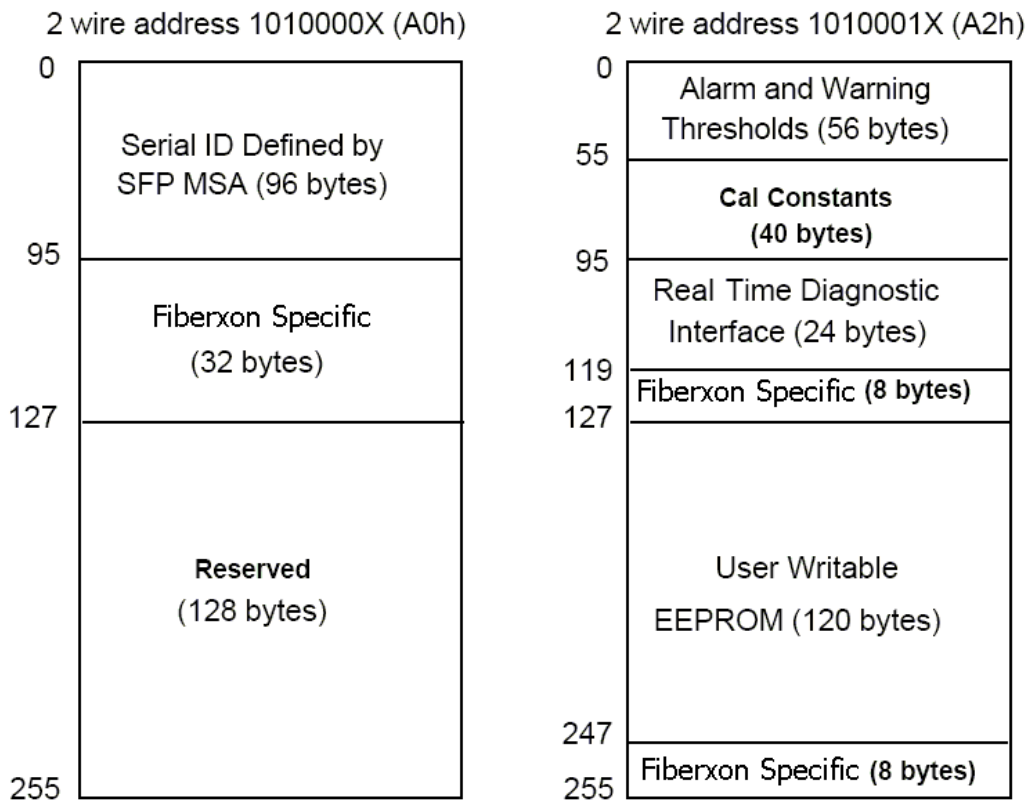 2 wire address 1010000X (A0h)
0
Serial ID Defined by
SFP MSA (96 bytes)
95
Fiberxon Specific
(32 bytes)
127
Reserved
(128 bytes)
255
2 wire address 1010001X (A2h)
0
Alarm and Warning
Thresholds (56 bytes)
55
Cal Constants
(40 bytes)
95
Real Time Diagnostic
Interface (24 bytes)
119
Fiberxon Specific (8 bytes)
127
User Writable
EEPROM (120 bytes)
247
Fiberxon Specific (8 bytes)
255